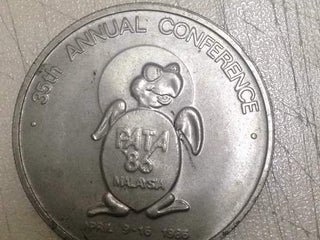 35th ANNUAL CONFERENCE
PATA
'86
MALAYSIA
APRIL 9-16 1986